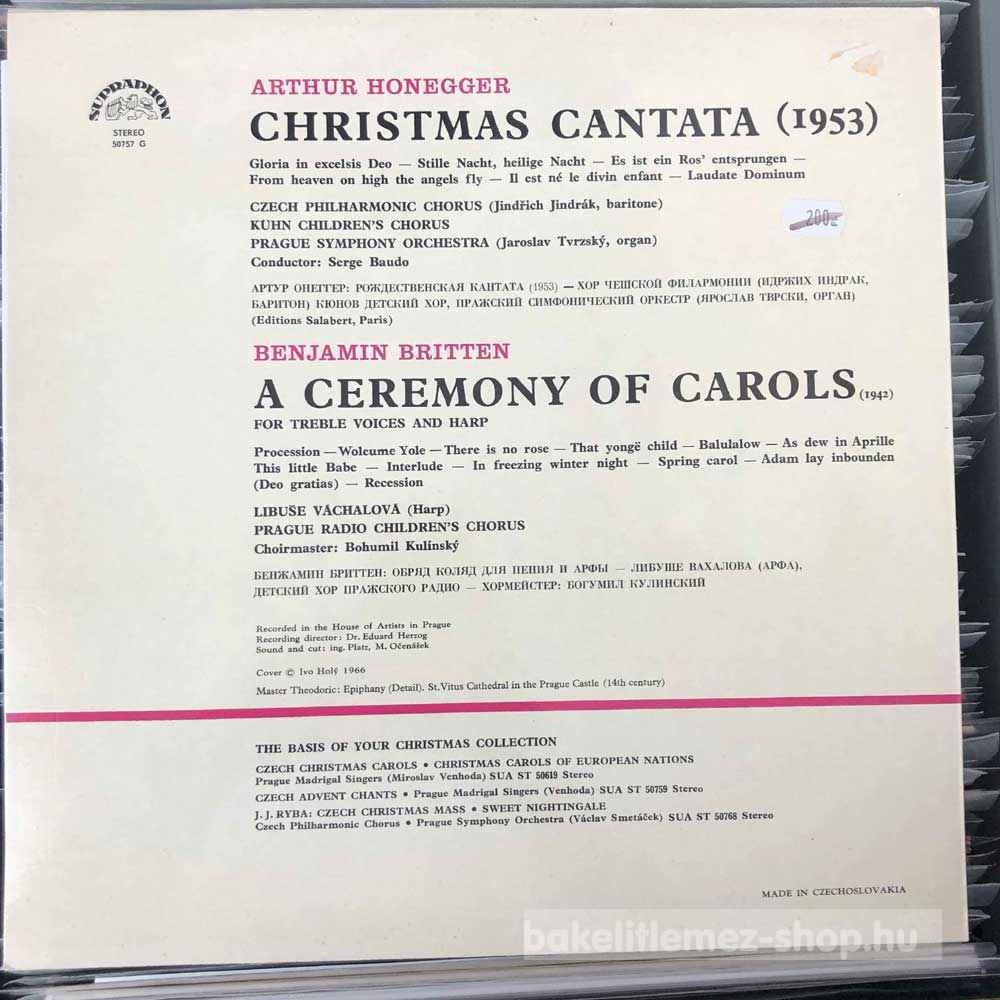 SUPRAPHON
STEREO
50757 G
ARTHUR HONEGGER
CHRISTMAS CANTATA (1953)
Gloria in excelsis Deo — Stille Nacht, heilige Nacht — Es ist ein Ros' entsprungen —
From heaven on high the angels fly — Il est né le divin enfant — Laudate Dominum
CZECH PHILHARMONIC CHORUS (Jindřich Jindrák, baritone)
KÜHN CHILDREN'S CHORUS
PRAGUE SYMPHONY ORCHESTRA (Jaroslav Tvrzský, organ)
Conductor: Serge Baudo
200
АРТУР ОНЕГГЕР: РОЖДЕСТВЕНСКАЯ КАНТАТА (1953) — ХОР ЧЕШСКОЙ ФИЛАРМОНИИ (ИДРЖИХ ИНДРАК,
БАРИТОН) КЮНОВ ДЕТСКИЙ ХОР, ПРАЖСКИЙ СИМФОНИЧЕСКИЙ ОРКЕСТР (ЯРОСЛАВ ТВРСКИ, ОРГАН)
(Editions Salabert, Paris)
BENJAMIN BRITTEN
A CEREMONY OF CAROLS (1942)
FOR TREBLE VOICES AND HARP
Procession — Wolcume Yole — There is no rose — That yongë child — Balulalow — As dew in Aprille
This little Babe — Interlude — In freezing winter night — Spring carol — Adam lay inbounden
(Deo gratias) — Recession
LIBUŠE VÁCHALOVÁ (Harp)
PRAGUE RADIO CHILDREN'S CHORUS
Choirmaster: Bohumil Kulínský
БЕНЖАМИН БРИТТЕН: ОБРЯД КОЛЯД ДЛЯ ПЕНИЯ И АРФЫ — ЛИБУШЕ ВАХАЛОВА (АРФА),
ДЕТСКИЙ ХОР ПРАЖСКОГО РАДИО — ХОРМЕЙСТЕР: БОГУМИЛ КУЛИНСКИЙ
Recorded in the House of Artists in Prague
Recording director: Dr. Eduard Herzog
Sound and cut: ing. Platz, M. Očenášek
Cover © Ivo Holý 1966
Master Theodoric: Epiphany (Detail). St. Vitus Cathedral in the Prague Castle (14th century)
THE BASIS OF YOUR CHRISTMAS COLLECTION
CZECH CHRISTMAS CAROLS • CHRISTMAS CAROLS OF EUROPEAN NATIONS
Prague Madrigal Singers (Miroslav Venhoda) SUA ST 50619 Stereo
CZECH ADVENT CHANTS • Prague Madrigal Singers (Venhoda) SUA ST 50759 Stereo
J. J. RYBA: CZECH CHRISTMAS MASS • SWEET NIGHTINGALE
Czech Philharmonic Chorus • Prague Symphony Orchestra (Václav Smetáček) SUA ST 50768 Stereo
MADE IN CZECHOSLOVAKIA
bakelitlemez-shop.hu